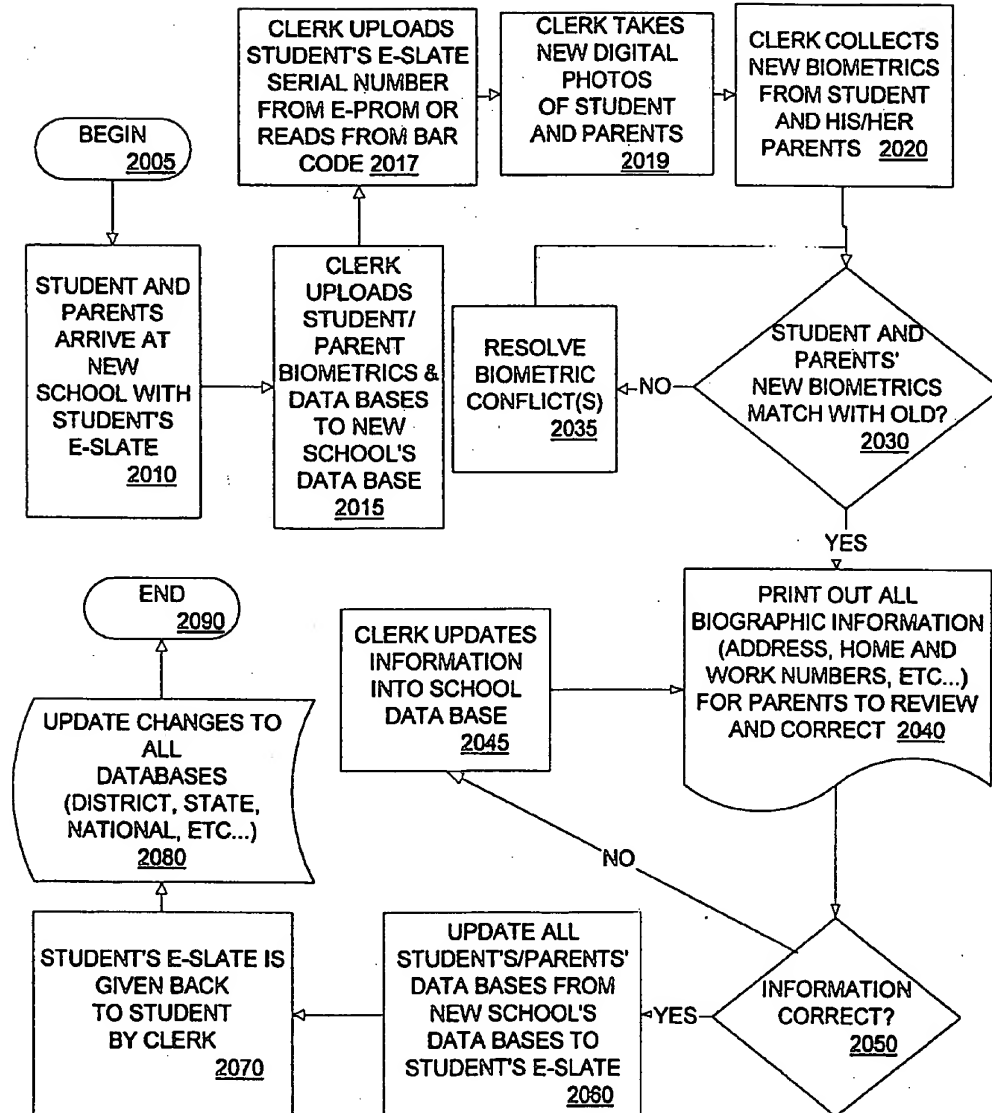 BEGIN
2005
STUDENT AND
PARENTS
ARRIVE AT
NEW
SCHOOL WITH
STUDENT'S
E-SLATE
2010
CLERK
UPLOADS
STUDENT/
PARENT
BIOMETRICS &
DATA BASES
TO NEW
SCHOOL'S
DATA BASE
2015
CLERK UPLOADS
STUDENT'S E-SLATE
SERIAL NUMBER
FROM E-PROM OR
READS FROM BAR
CODE 2017
CLERK TAKES
NEW DIGITAL
PHOTOS
OF STUDENT
AND PARENTS
2019
CLERK COLLECTS
NEW BIOMETRICS
FROM STUDENT
AND HIS/HER
PARENTS 2020
STUDENT AND
PARENTS'
NEW BIOMETRICS
MATCH WITH OLD?
2030
NO
RESOLVE
BIOMETRIC
CONFLICT(S)
2035
YES
PRINT OUT ALL
BIOGRAPHIC INFORMATION
(ADDRESS, HOME AND
WORK NUMBERS, ETC...)
FOR PARENTS TO REVIEW
AND CORRECT 2040
INFORMATION
CORRECT?
2050
NO
CLERK UPDATES
INFORMATION
INTO SCHOOL
DATA BASE
2045
YES
UPDATE ALL
STUDENT'S/PARENTS'
DATA BASES FROM
NEW SCHOOL'S
DATA BASES TO
STUDENT'S E-SLATE
2060
STUDENT'S E-SLATE IS
GIVEN BACK
TO STUDENT
BY CLERK
2070
UPDATE CHANGES TO
ALL
DATABASES
(DISTRICT, STATE,
NATIONAL, ETC...)
2080
END
2090